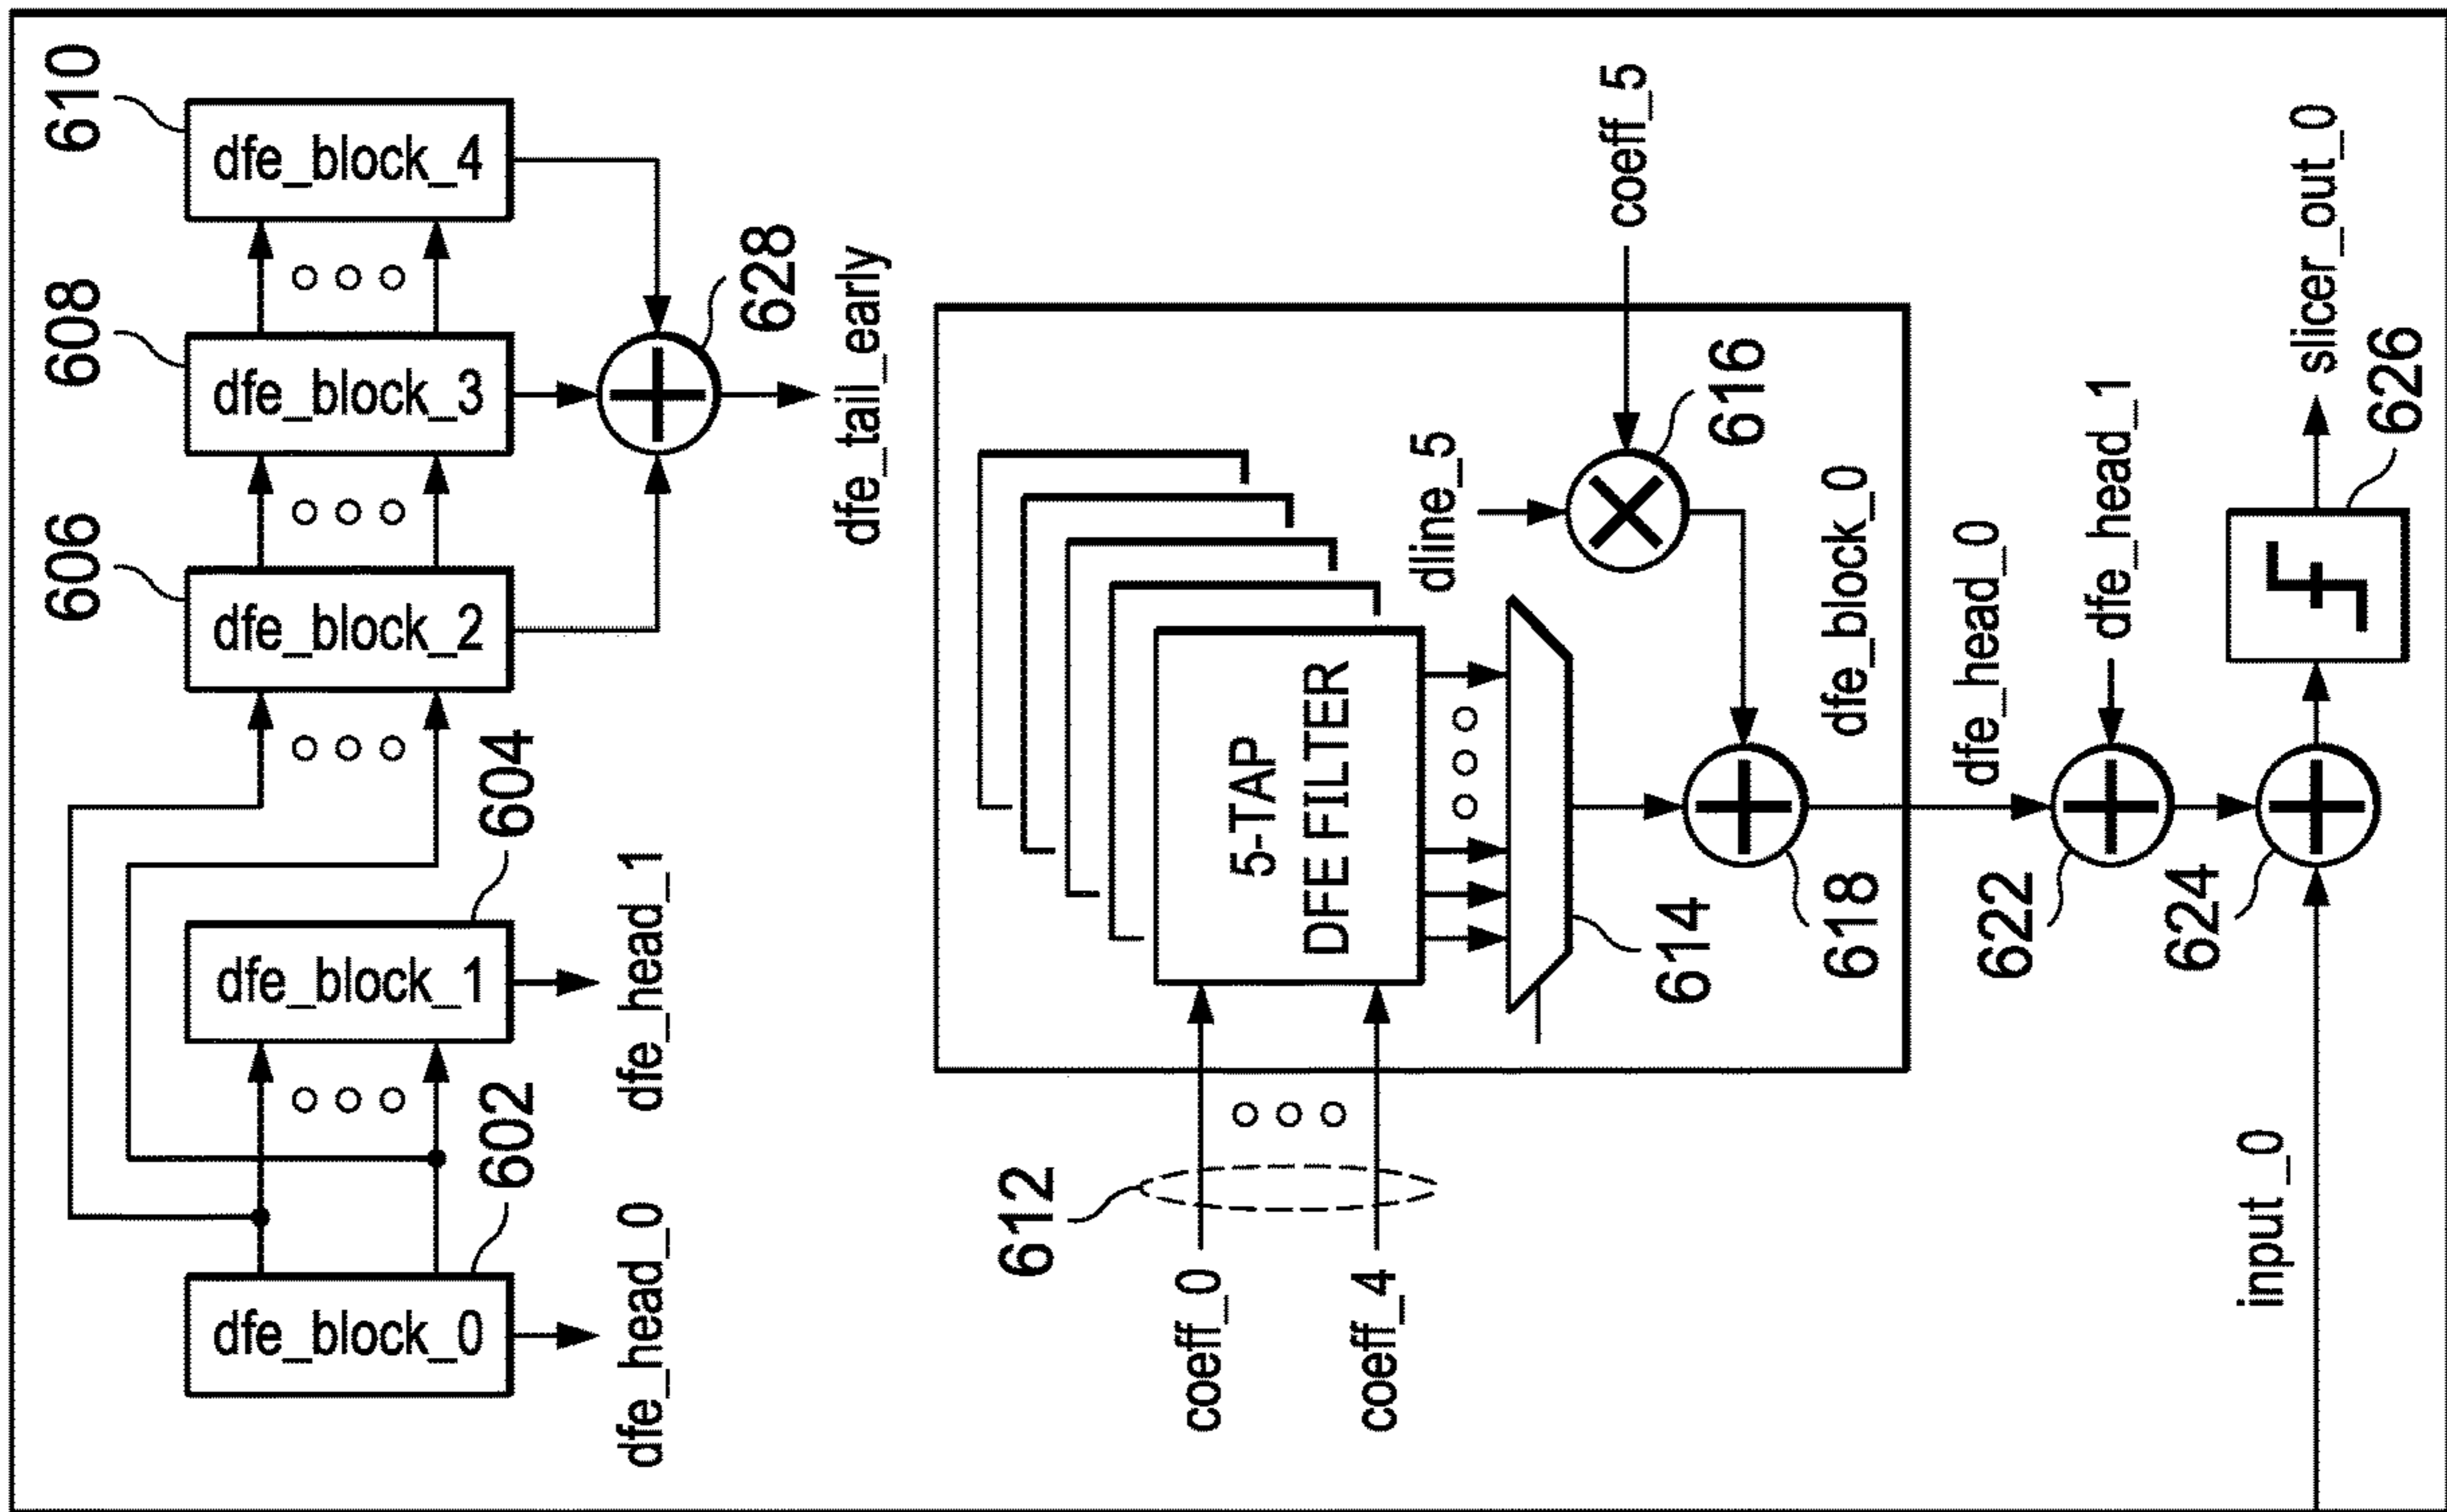 610
608
606
604
602
dfe_block_4
dfe_block_3
dfe_block_2
dfe_block_1
dfe_block_0
628
dfe_tail_early
dfe_head_1
dfe_head_0
612
coeff_0
coeff_4
5-TAP
DFE FILTER
dline_5
coeff_5
616
614
618
dfe_block_0
dfe_head_0
dfe_head_1
622
624
input_0
slicer_out_0
626